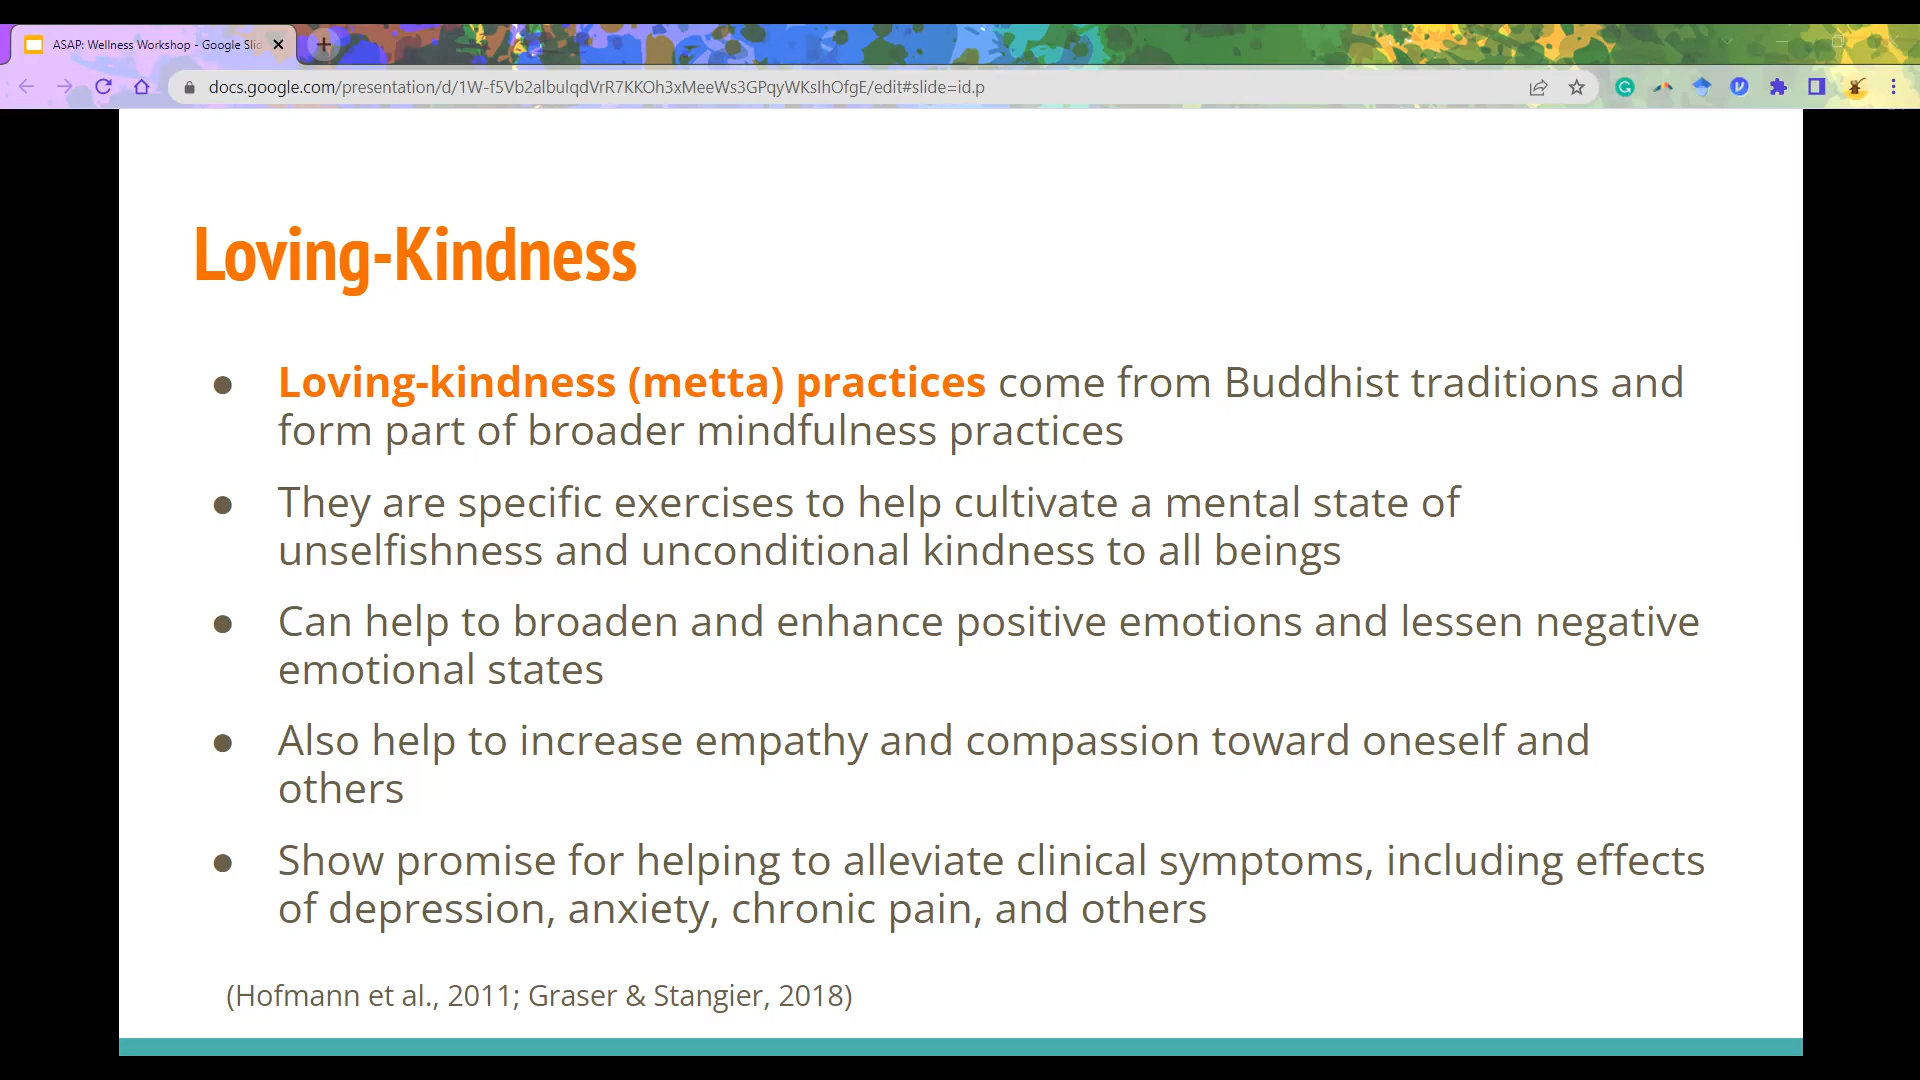 ASAP: Wellness Workshop - Google Slid
docs.google.com/presentation/d/1W-f5Vb2albulqdVrR7KKOh3xMeeWs3GPqyWKsIhOfgE/edit#slide=id.p
Loving-Kindness
● Loving-kindness (metta) practices come from Buddhist traditions and
form part of broader mindfulness practices
● They are specific exercises to help cultivate a mental state of
unselfishness and unconditional kindness to all beings
● Can help to broaden and enhance positive emotions and lessen negative
emotional states
● Also help to increase empathy and compassion toward oneself and
others
● Show promise for helping to alleviate clinical symptoms, including effects
of depression, anxiety, chronic pain, and others
(Hofmann et al., 2011; Graser & Stangier, 2018)